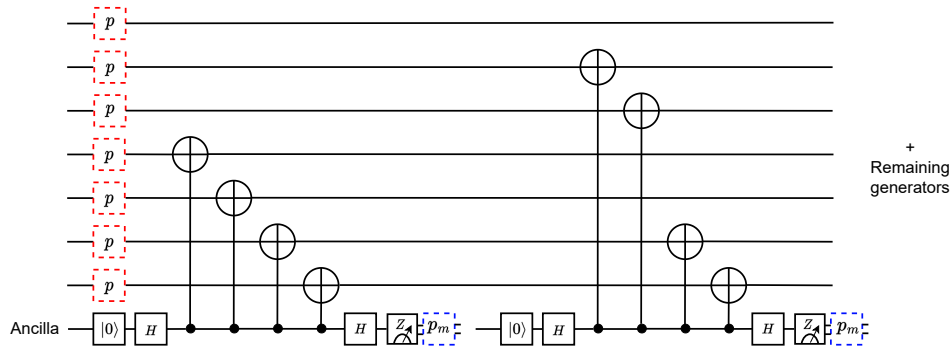 p
p
p
p
+
Remaining
generators
p
p
p
Ancilla |0⟩ H H Z p_m |0⟩ H H Z p_m